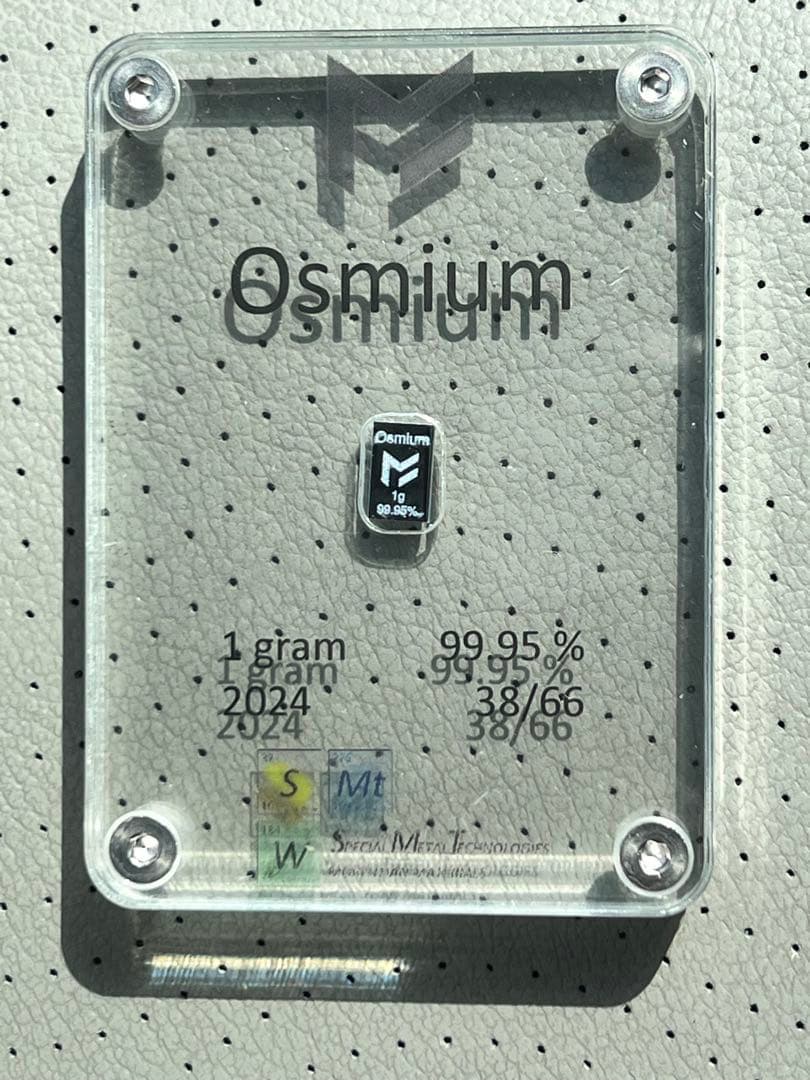 Osmium
Osmium
1g
99.95%
1 gram 99.95 %
2024 38/66
S Mt
W SPECIAL METAL TECHNOLOGIES